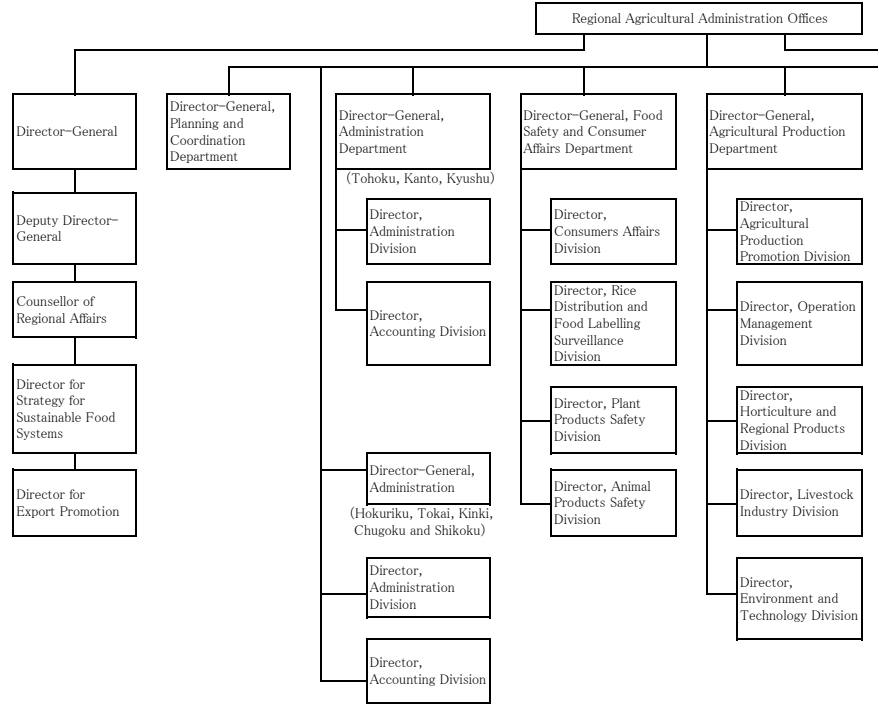 Regional Agricultural Administration Offices
Director-General
Deputy Director-
General
Counsellor of
Regional Affairs
Director for
Strategy for
Sustainable Food
Systems
Director for
Export Promotion
Director-General,
Planning and
Coordination
Department
Director-General,
Administration
Department
(Tohoku, Kanto, Kyushu)
Director,
Administration
Division
Director,
Accounting Division
Director-General,
Administration
(Hokuriku, Tokai, Kinki,
Chugoku and Shikoku)
Director,
Administration
Division
Director,
Accounting Division
Director-General, Food
Safety and Consumer
Affairs Department
Director,
Consumers Affairs
Division
Director, Rice
Distribution and
Food Labelling
Surveillance
Division
Director, Plant
Products Safety
Division
Director, Animal
Products Safety
Division
Director-General,
Agricultural Production
Department
Director,
Agricultural
Production
Promotion Division
Director, Operation
Management
Division
Director,
Horticulture and
Regional Products
Division
Director, Livestock
Industry Division
Director,
Environment and
Technology Division